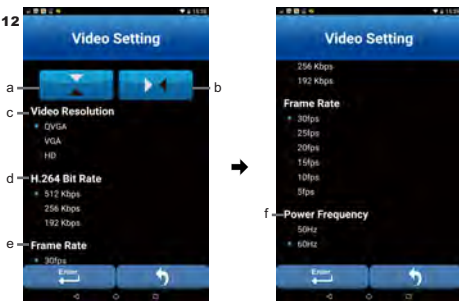 12
Video Setting
a
b
c
Video Resolution
QVGA
VGA
HD
d
H.264 Bit Rate
512 Kbps
256 Kbps
192 Kbps
e
Frame Rate
30fps
Enter
Video Setting
256 Kbps
192 Kbps
Frame Rate
30fps
25fps
20fps
15fps
10fps
5fps
f
Power Frequency
50Hz
60Hz
Enter